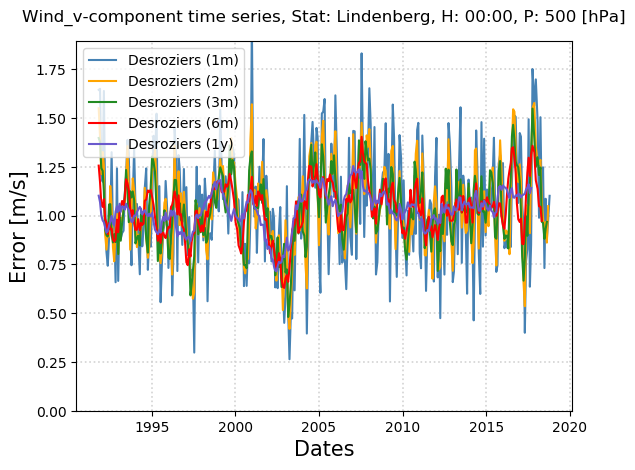 Wind_v-component time series, Stat: Lindenberg, H: 00:00, P: 500 [hPa]
Desroziers (1m)
Desroziers (2m)
Desroziers (3m)
Desroziers (6m)
Desroziers (1y)
Error [m/s]
1.75
1.50
1.25
1.00
0.75
0.50
0.25
0.00
1995 2000 2005 2010 2015 2020
Dates